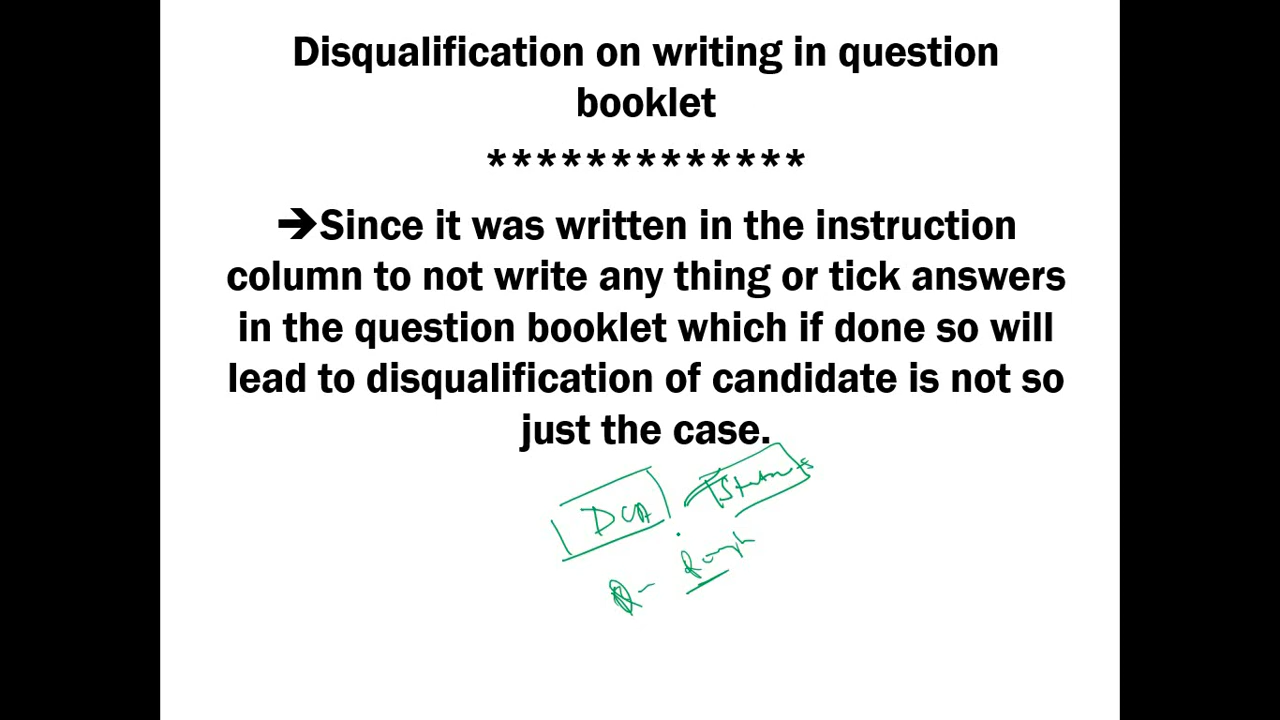 Disqualification on writing in question
booklet
*************
➔Since it was written in the instruction
column to not write any thing or tick answers
in the question booklet which if done so will
lead to disqualification of candidate is not so
just the case.
DCA
Rough